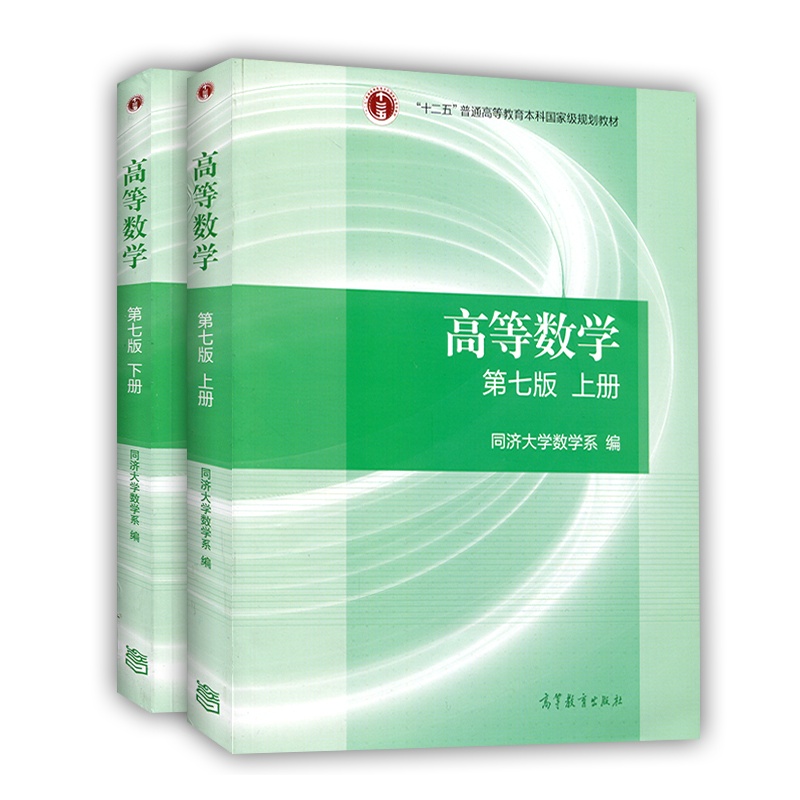 "十二五"普通高等教育本科国家级规划教材
高等数学
第七版 上册
同济大学数学系 编
高等教育出版社
十二五
高等数学
第七版 上册
同济大学数学系 编
高等数学
第七版 下册
同济大学数学系 编